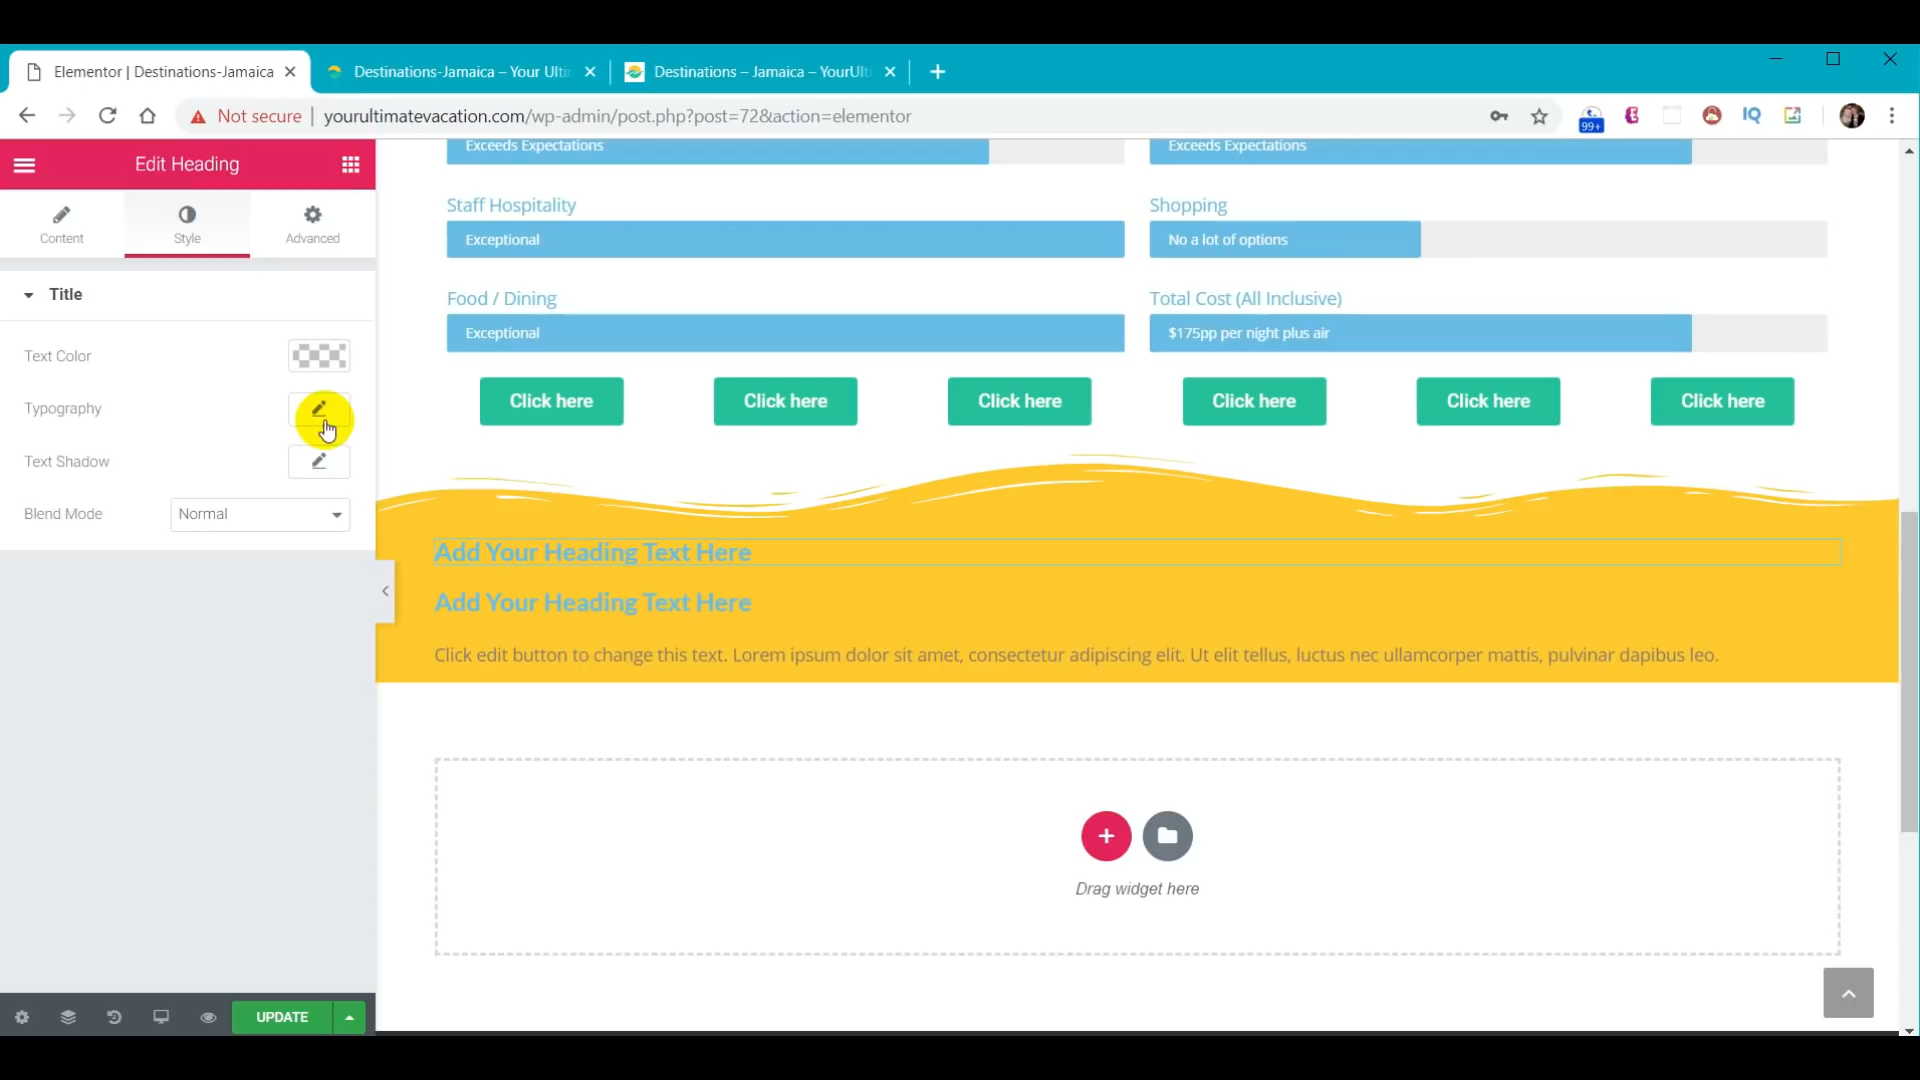 Elementor | Destinations-Jamaica
Destinations-Jamaica – Your Ulti
Destinations – Jamaica – YourUlt
Not secure
yourultimatevacation.com/wp-admin/post.php?post=72&action=elementor
99+
IQ
Edit Heading
Content
Style
Advanced
Title
Text Color
Typography
Text Shadow
Blend Mode
Normal
UPDATE
Exceeds Expectations
Exceeds Expectations
Staff Hospitality
Shopping
Exceptional
No a lot of options
Food / Dining
Total Cost (All Inclusive)
Exceptional
$175pp per night plus air
Click here
Click here
Click here
Click here
Click here
Click here
Add Your Heading Text Here
Add Your Heading Text Here
Click edit button to change this text. Lorem ipsum dolor sit amet, consectetur adipiscing elit. Ut elit tellus, luctus nec ullamcorper mattis, pulvinar dapibus leo.
Drag widget here